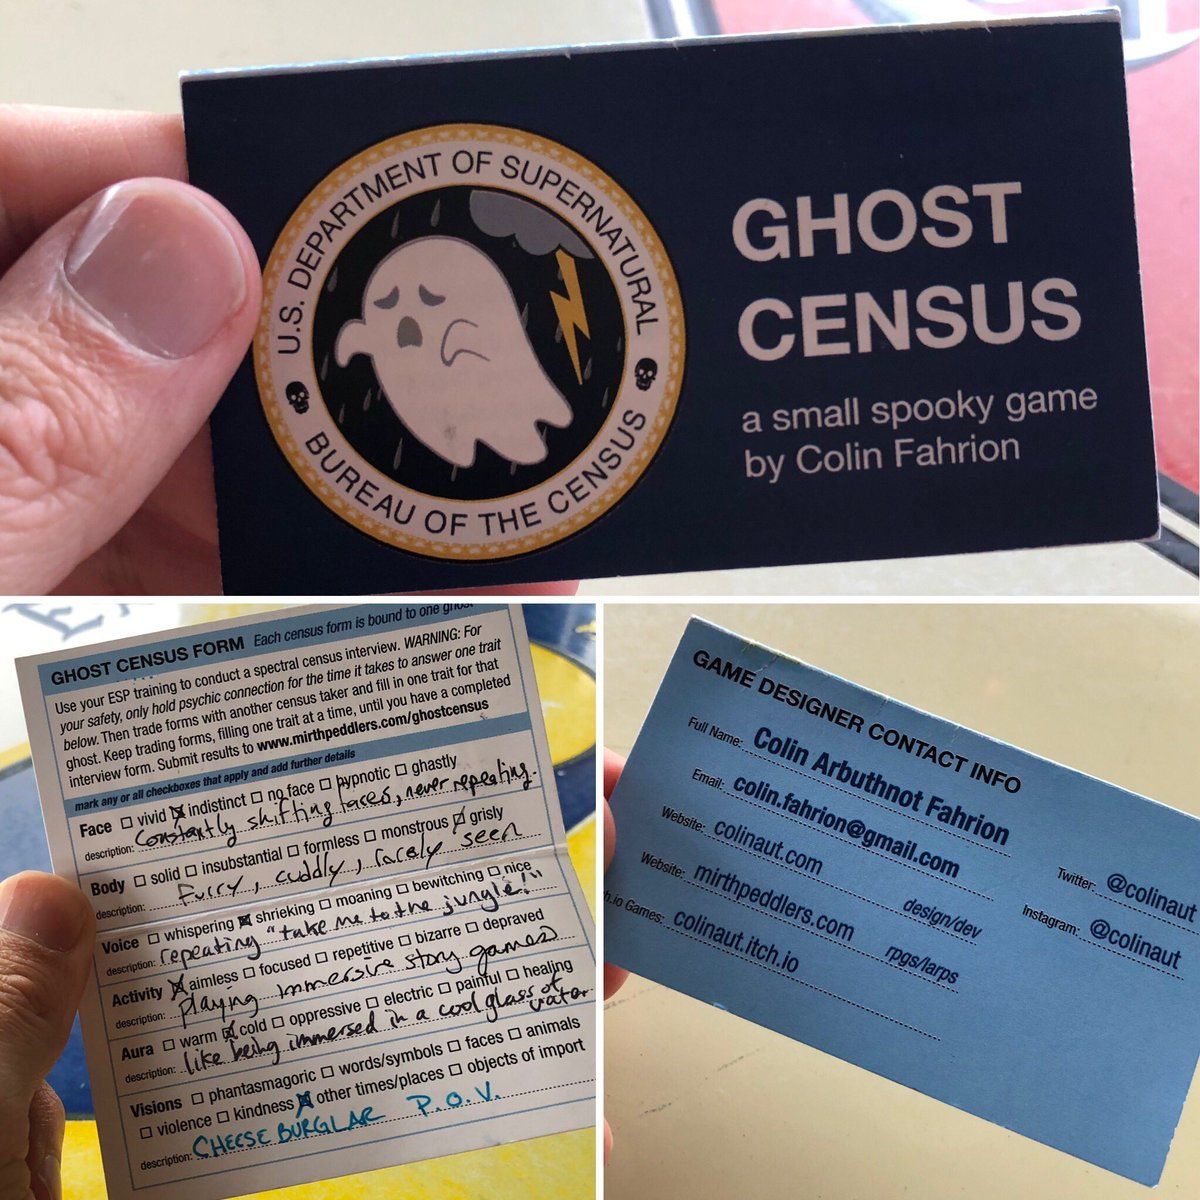 U.S. DEPARTMENT OF SUPERNATURAL
BUREAU OF THE CENSUS
GHOST
CENSUS
a small spooky game
by Colin Fahrion
GHOST CENSUS FORM Each census form is bound to one ghost
Use your ESP training to conduct a spectral census interview. WARNING: For
your safety, only hold psychic connection for the time it takes to answer one trait
below. Then trade forms with another census taker and fill in one trait for that
ghost. Keep trading forms, filling one trait at a time, until you have a completed
interview form. Submit results to www.mirthpeddlers.com/ghostcensus
mark any or all checkboxes that apply and add further details
Face ☐ vivid ☒ indistinct ☐ no face ☐ hypnotic ☐ ghastly
description: Constantly shifting faces, never repeating.
Body ☐ solid ☐ insubstantial ☐ formless ☐ monstrous ☑ grisly
description: Furry, cuddly, rarely seen
Voice ☐ whispering ☒ shrieking ☐ moaning ☐ bewitching ☐ nice
description: repeating "take me to the jungle!"
Activity ☒ aimless ☐ focused ☐ repetitive ☐ bizarre ☐ depraved
description: playing immersive story games
Aura ☐ warm ☒ cold ☐ oppressive ☐ electric ☐ painful ☐ healing
description: like being immersed in a cool glass of water
Visions ☐ phantasmagoric ☐ words/symbols ☐ faces ☐ animals
☐ violence ☐ kindness ☒ other times/places ☐ objects of import
description: CHEESE BURGLAR P.O.V.
GAME DESIGNER CONTACT INFO
Full Name: Colin Arbuthnot Fahrion
Email: colin.fahrion@gmail.com
Website: colinaut.com design/dev
Website: mirthpeddlers.com rpgs/larps
h.io Games: colinaut.itch.io
Twitter: @colinaut
Instagram: @colinaut